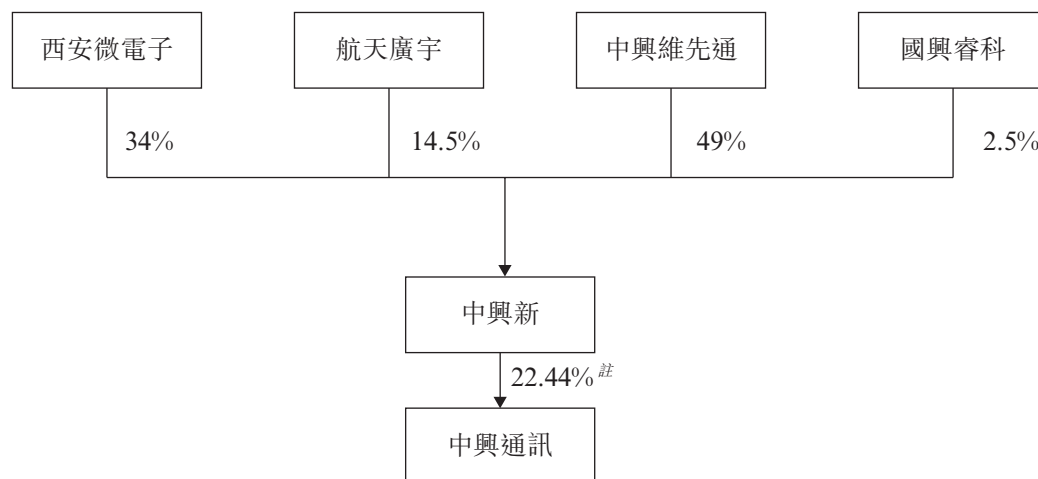 西安微電子 航天廣宇 中興維先通 國興睿科
34% 14.5% 49% 2.5%
中興新
22.44% 註
中興通訊